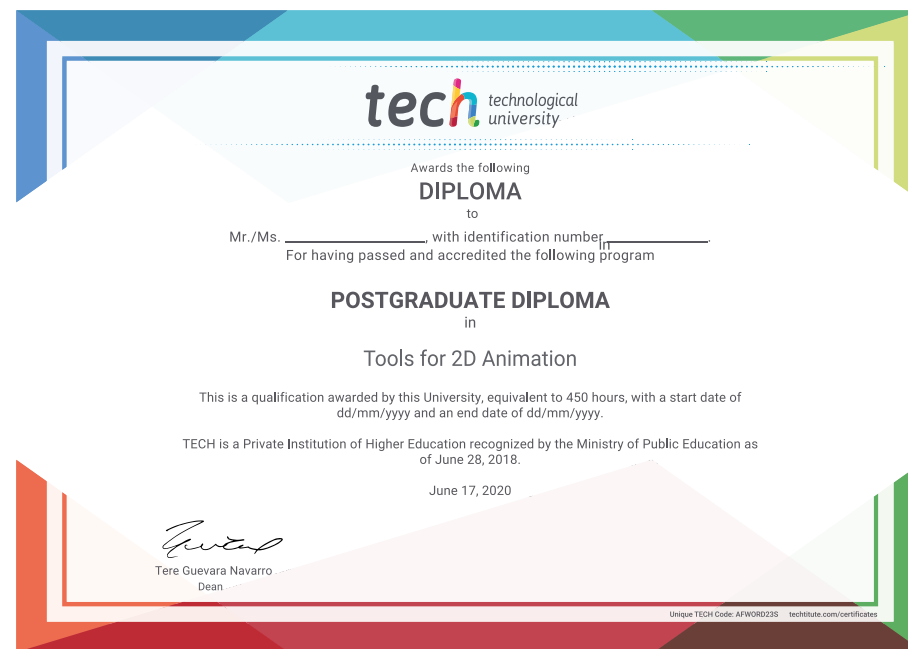 tech technological
university
Awards the following
DIPLOMA
to
Mr./Ms. ____________________, with identification number ______________.
in
For having passed and accredited the following program
POSTGRADUATE DIPLOMA
in
Tools for 2D Animation
This is a qualification awarded by this University, equivalent to 450 hours, with a start date of
dd/mm/yyyy and an end date of dd/mm/yyyy.
TECH is a Private Institution of Higher Education recognized by the Ministry of Public Education as
of June 28, 2018.
June 17, 2020
Tere Guevara Navarro
Dean
Unique TECH Code: AFWORD23S techtitute.com/certificates